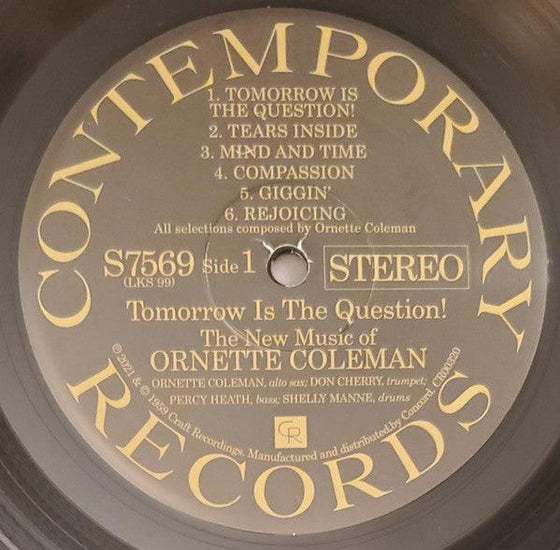 CONTEMPORARY
1. TOMORROW IS
THE QUESTION!
2. TEARS INSIDE
3. MIND AND TIME
4. COMPASSION
5. GIGGIN'
6. REJOICING
All selections composed by Ornette Coleman
S7569 Side 1
(LKS 99)
STEREO
Tomorrow Is The Question!
The New Music of
ORNETTE COLEMAN
ORNETTE COLEMAN, alto sax; DON CHERRY, trumpet;
PERCY HEATH, bass; SHELLY MANNE, drums
CR
℗ 2021 & © 1959 Craft Recordings. Manufactured and distributed by Concord. CR00320
RECORDS